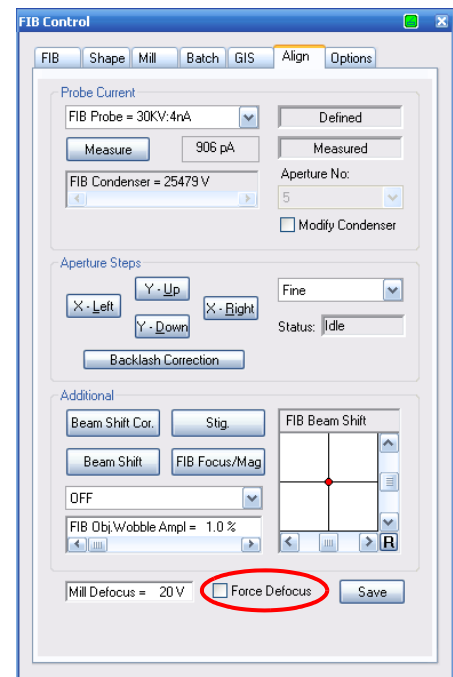 FIB Control
FIB Shape Mill Batch GIS Align Options
Probe Current
FIB Probe = 30KV:4nA
Defined
Measure
906 pA
Measured
FIB Condenser = 25479 V
Aperture No:
5
Modify Condenser
Aperture Steps
Y - Up
X - Left
X - Right
Y - Down
Fine
Status: Idle
Backlash Correction
Additional
Beam Shift Cor.
Stig.
FIB Beam Shift
Beam Shift
FIB Focus/Mag
OFF
FIB Obj.Wobble Ampl = 1.0 %
R
Mill Defocus = 20 V
Force Defocus
Save